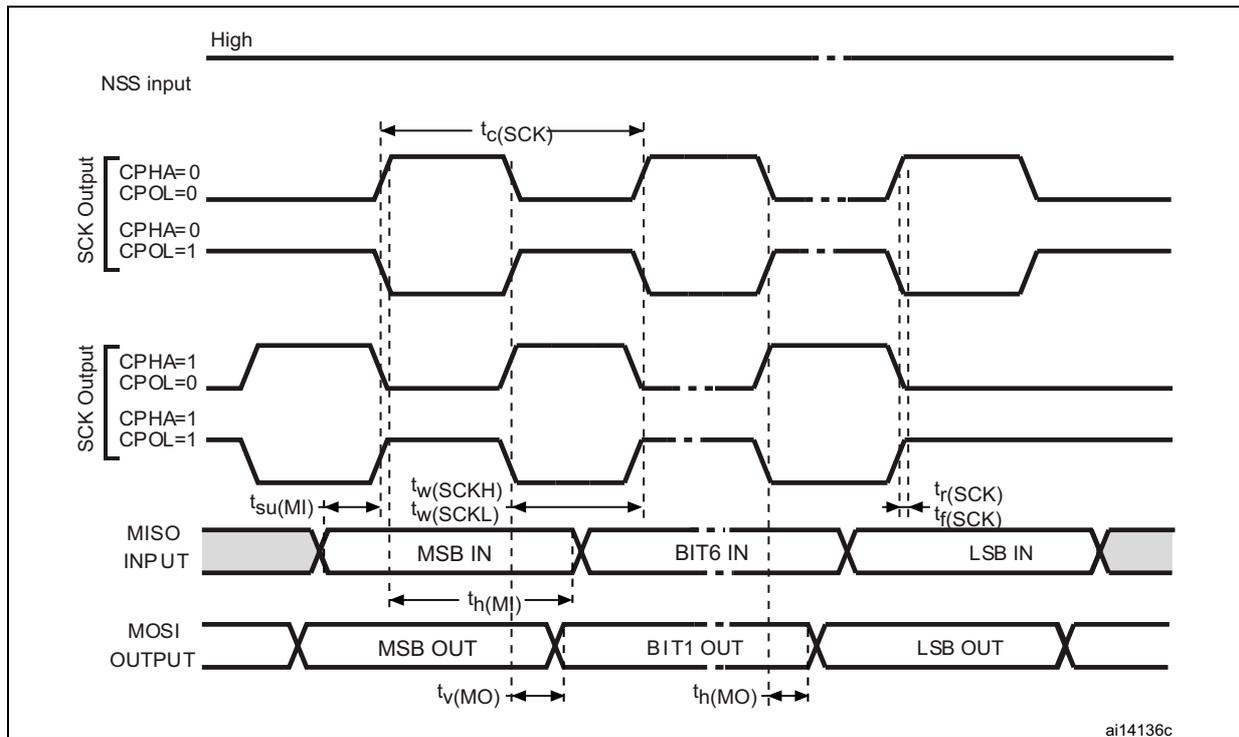 High
NSS input
tc(SCK)
SCK Output
CPHA=0
CPOL=0
CPHA=0
CPOL=1
SCK Output
CPHA=1
CPOL=0
CPHA=1
CPOL=1
tsu(MI)
tw(SCKH)
tw(SCKL)
tr(SCK)
tf(SCK)
MISO
INPUT
MSB IN
BIT6 IN
LSB IN
th(MI)
MOSI
OUTPUT
MSB OUT
BIT1 OUT
LSB OUT
tv(MO)
th(MO)
ai14136c